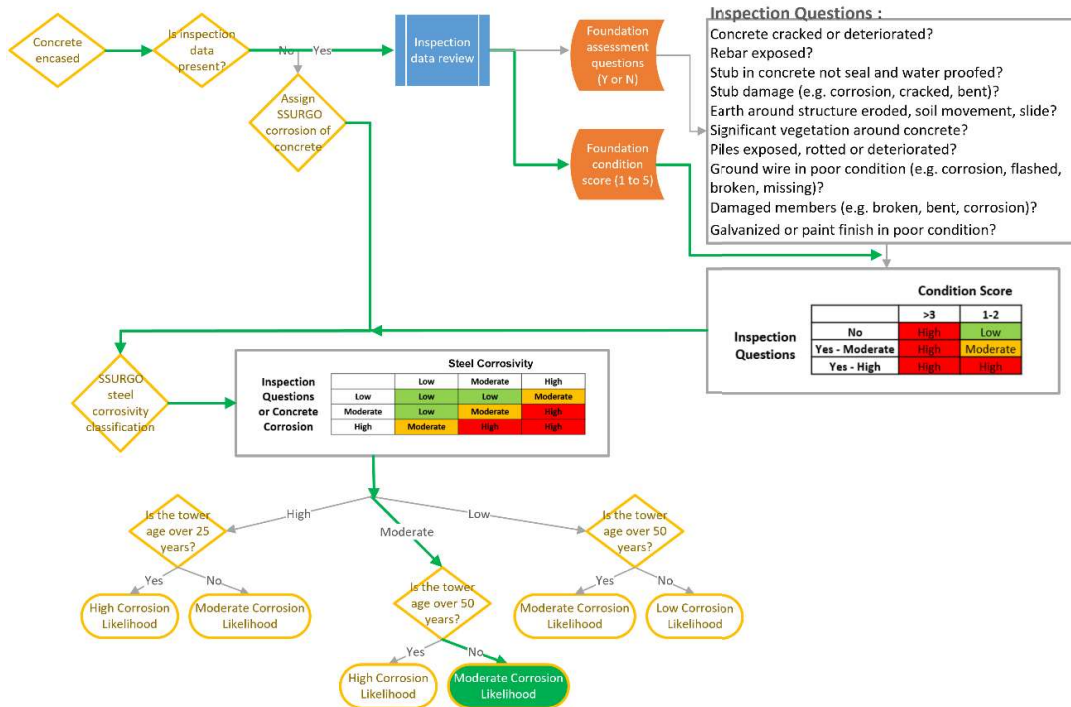 Inspection Questions :
Concrete cracked or deteriorated?
Rebar exposed?
Stub in concrete not seal and water proofed?
Stub damage (e.g. corrosion, cracked, bent)?
Earth around structure eroded, soil movement, slide?
Significant vegetation around concrete?
Piles exposed, rotted or deteriorated?
Ground wire in poor condition (e.g. corrosion, flashed,
broken, missing)?
Damaged members (e.g. broken, bent, corrosion)?
Galvanized or paint finish in poor condition?
Concrete
encased
Is inspection
data
present?
No
Yes
Inspection
data review
Foundation
assessment
questions
(Y or N)
Assign
SSURGO
corrosion of
concrete
Foundation
condition
score (1 to 5)
Condition Score
>3 1-2
Inspection
Questions
No High Low
Yes - Moderate High Moderate
Yes - High High High
SSURGO
steel
corrosivity
classification
Steel Corrosivity
Inspection
Questions
or Concrete
Corrosion
Low Moderate High
Low Low Low Moderate
Moderate Low Moderate High
High Moderate High High
High
Moderate
Low
Is the tower
age over 25
years?
Yes
No
High Corrosion
Likelihood
Moderate Corrosion
Likelihood
Is the tower
age over 50
years?
Yes
No
High Corrosion
Likelihood
Moderate Corrosion
Likelihood
Is the tower
age over 50
years?
Yes
No
Moderate Corrosion
Likelihood
Low Corrosion
Likelihood